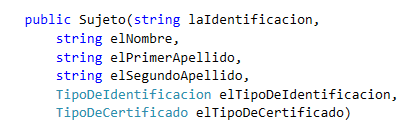 public Sujeto(string laIdentificacion,
string elNombre,
string elPrimerApellido,
string elSegundoApellido,
TipoDeIdentificacion elTipoDeIdentificacion,
TipoDeCertificado elTipoDeCertificado)